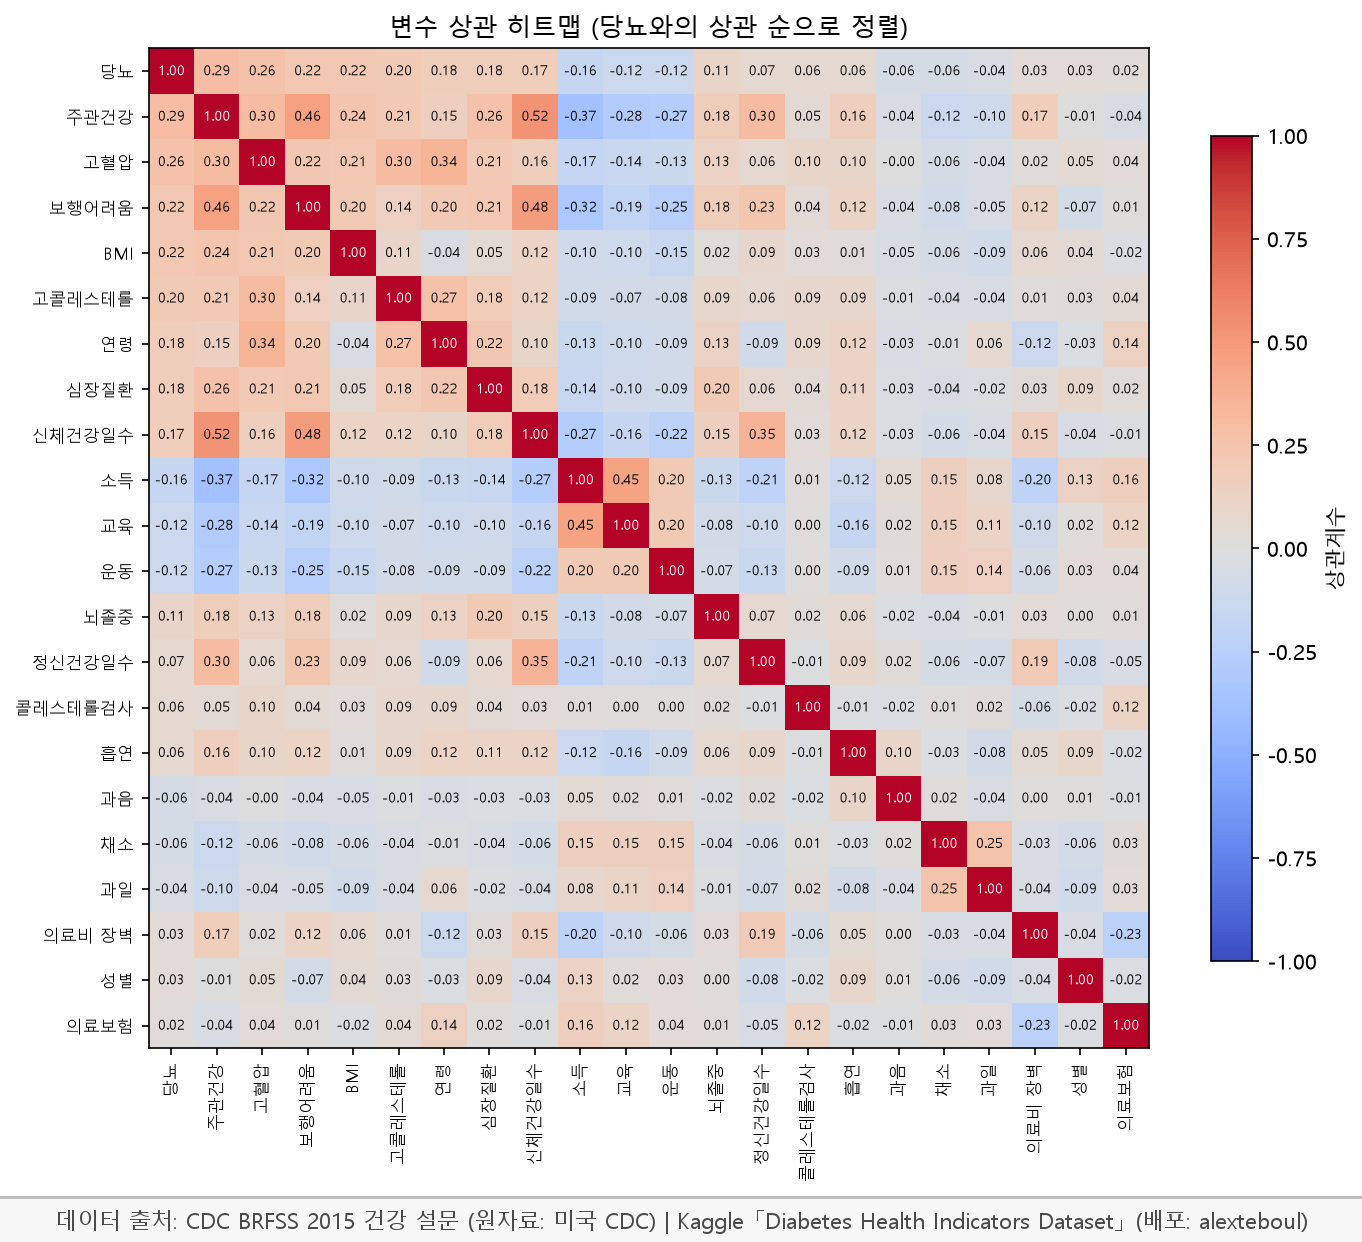 변수 상관 히트맵 (당뇨와의 상관 순으로 정렬)
당뇨 1.00 0.29 0.26 0.22 0.22 0.20 0.18 0.18 0.17 -0.16 -0.12 -0.12 0.11 0.07 0.06 0.06 -0.06 -0.06 -0.04 0.03 0.03 0.02
주관건강 0.29 1.00 0.30 0.46 0.24 0.21 0.15 0.26 0.52 -0.37 -0.28 -0.27 0.18 0.30 0.05 0.16 -0.04 -0.12 -0.10 0.17 -0.01 -0.04
고혈압 0.26 0.30 1.00 0.22 0.21 0.30 0.34 0.21 0.16 -0.17 -0.14 -0.13 0.13 0.06 0.10 0.10 -0.00 -0.06 -0.04 0.02 0.05 0.04
보행어려움 0.22 0.46 0.22 1.00 0.20 0.14 0.20 0.21 0.48 -0.32 -0.19 -0.25 0.18 0.23 0.04 0.12 -0.04 -0.08 -0.05 0.12 -0.07 0.01
BMI 0.22 0.24 0.21 0.20 1.00 0.11 -0.04 0.05 0.12 -0.10 -0.10 -0.15 0.02 0.09 0.03 0.01 -0.05 -0.06 -0.09 0.06 0.04 -0.02
고콜레스테롤 0.20 0.21 0.30 0.14 0.11 1.00 0.27 0.18 0.12 -0.09 -0.07 -0.08 0.09 0.06 0.09 0.09 -0.01 -0.04 -0.04 0.01 0.03 0.04
연령 0.18 0.15 0.34 0.20 -0.04 0.27 1.00 0.22 0.10 -0.13 -0.10 -0.09 0.13 -0.09 0.09 0.12 -0.03 -0.01 0.06 -0.12 -0.03 0.14
심장질환 0.18 0.26 0.21 0.21 0.05 0.18 0.22 1.00 0.18 -0.14 -0.10 -0.09 0.20 0.06 0.04 0.11 -0.03 -0.04 -0.02 0.03 0.09 0.02
신체건강일수 0.17 0.52 0.16 0.48 0.12 0.12 0.10 0.18 1.00 -0.27 -0.16 -0.22 0.15 0.35 0.03 0.12 -0.03 -0.06 -0.04 0.15 -0.04 -0.01
소득 -0.16 -0.37 -0.17 -0.32 -0.10 -0.09 -0.13 -0.14 -0.27 1.00 0.45 0.20 -0.13 -0.21 0.01 -0.12 0.05 0.15 0.08 -0.20 0.13 0.16
교육 -0.12 -0.28 -0.14 -0.19 -0.10 -0.07 -0.10 -0.10 -0.16 0.45 1.00 0.20 -0.08 -0.10 0.00 -0.16 0.02 0.15 0.11 -0.10 0.02 0.12
운동 -0.12 -0.27 -0.13 -0.25 -0.15 -0.08 -0.09 -0.09 -0.22 0.20 0.20 1.00 -0.07 -0.13 0.00 -0.09 0.01 0.15 0.14 -0.06 0.03 0.04
뇌졸중 0.11 0.18 0.13 0.18 0.02 0.09 0.13 0.20 0.15 -0.13 -0.08 -0.07 1.00 0.07 0.02 0.06 -0.02 -0.04 -0.01 0.03 0.00 0.01
정신건강일수 0.07 0.30 0.06 0.23 0.09 0.06 -0.09 0.06 0.35 -0.21 -0.10 -0.13 0.07 1.00 -0.01 0.09 0.02 -0.06 -0.07 0.19 -0.08 -0.05
콜레스테롤검사 0.06 0.05 0.10 0.04 0.03 0.09 0.09 0.04 0.03 0.01 0.00 0.00 0.02 -0.01 1.00 -0.01 -0.02 0.01 0.02 -0.06 -0.02 0.12
흡연 0.06 0.16 0.10 0.12 0.01 0.09 0.12 0.11 0.12 -0.12 -0.16 -0.09 0.06 0.09 -0.01 1.00 0.10 -0.03 -0.08 0.05 0.09 -0.02
과음 -0.06 -0.04 -0.00 -0.04 -0.05 -0.01 -0.03 -0.03 -0.03 0.05 0.02 0.01 -0.02 0.02 -0.02 0.10 1.00 0.02 -0.04 0.00 0.01 -0.01
채소 -0.06 -0.12 -0.06 -0.08 -0.06 -0.04 -0.01 -0.04 -0.06 0.15 0.15 0.15 -0.04 -0.06 0.01 -0.03 0.02 1.00 0.25 -0.03 -0.06 0.03
과일 -0.04 -0.10 -0.04 -0.05 -0.09 -0.04 0.06 -0.02 -0.04 0.08 0.11 0.14 -0.01 -0.07 0.02 -0.08 -0.04 0.25 1.00 -0.04 -0.09 0.03
의료비 장벽 0.03 0.17 0.02 0.12 0.06 0.01 -0.12 0.03 0.15 -0.20 -0.10 -0.06 0.03 0.19 -0.06 0.05 0.00 -0.03 -0.04 1.00 -0.04 -0.23
성별 0.03 -0.01 0.05 -0.07 0.04 0.03 -0.03 0.09 -0.04 0.13 0.02 0.03 0.00 -0.08 -0.02 0.09 0.01 -0.06 -0.09 -0.04 1.00 -0.02
의료보험 0.02 -0.04 0.04 0.01 -0.02 0.04 0.14 0.02 -0.01 0.16 0.12 0.04 0.01 -0.05 0.12 -0.02 -0.01 0.03 0.03 -0.23 -0.02 1.00
당뇨 주관건강 고혈압 보행어려움 BMI 고콜레스테롤 연령 심장질환 신체건강일수 소득 교육 운동 뇌졸중 정신건강일수 콜레스테롤검사 흡연 과음 채소 과일 의료비 장벽 성별 의료보험
1.00
0.75
0.50
0.25
0.00
-0.25
-0.50
-0.75
-1.00
상관계수
데이터 출처: CDC BRFSS 2015 건강 설문 (원자료: 미국 CDC) | Kaggle「Diabetes Health Indicators Dataset」(배포: alexteboul)